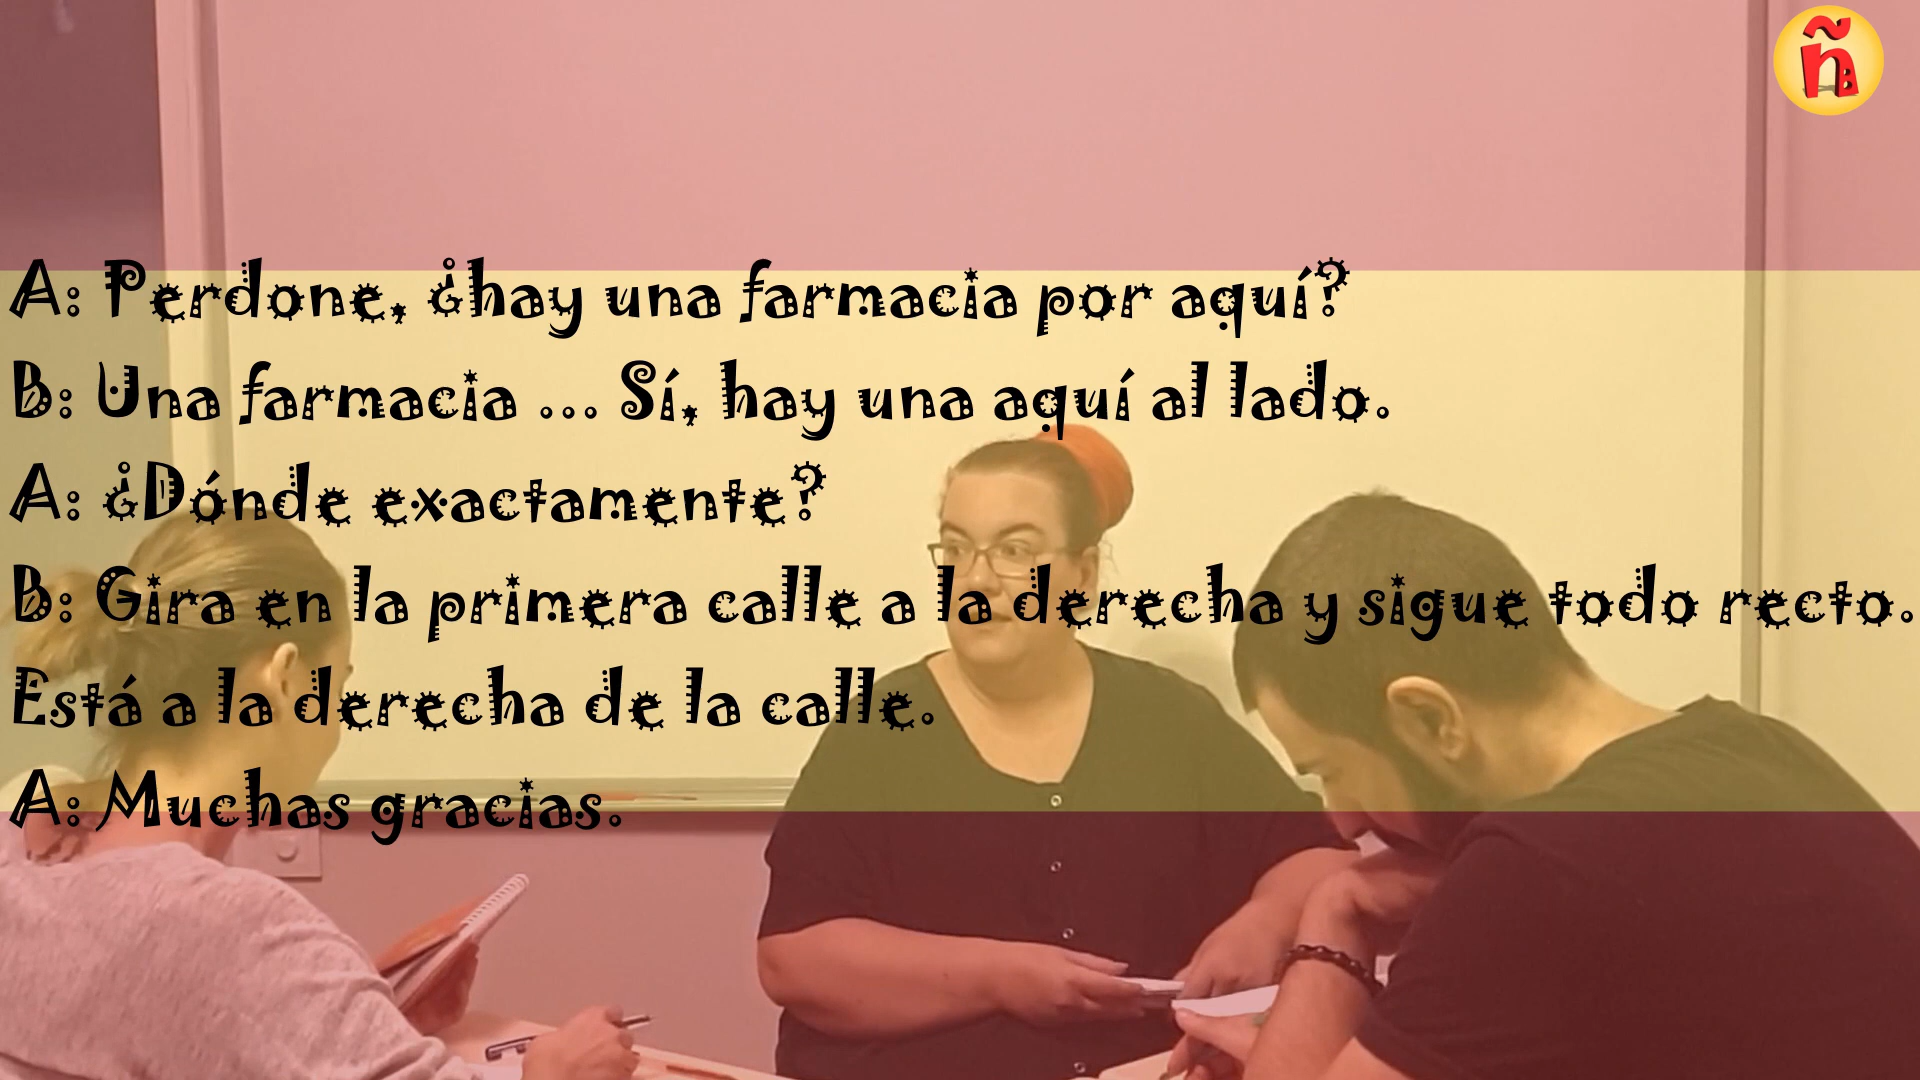 ñ
A: Perdone, ¿hay una farmacia por aquí?
B: Una farmacia ... Sí, hay una aquí al lado.
A: ¿Dónde exactamente?
B: Gira en la primera calle a la derecha y sigue todo recto.
Está a la derecha de la calle.
A: Muchas gracias.